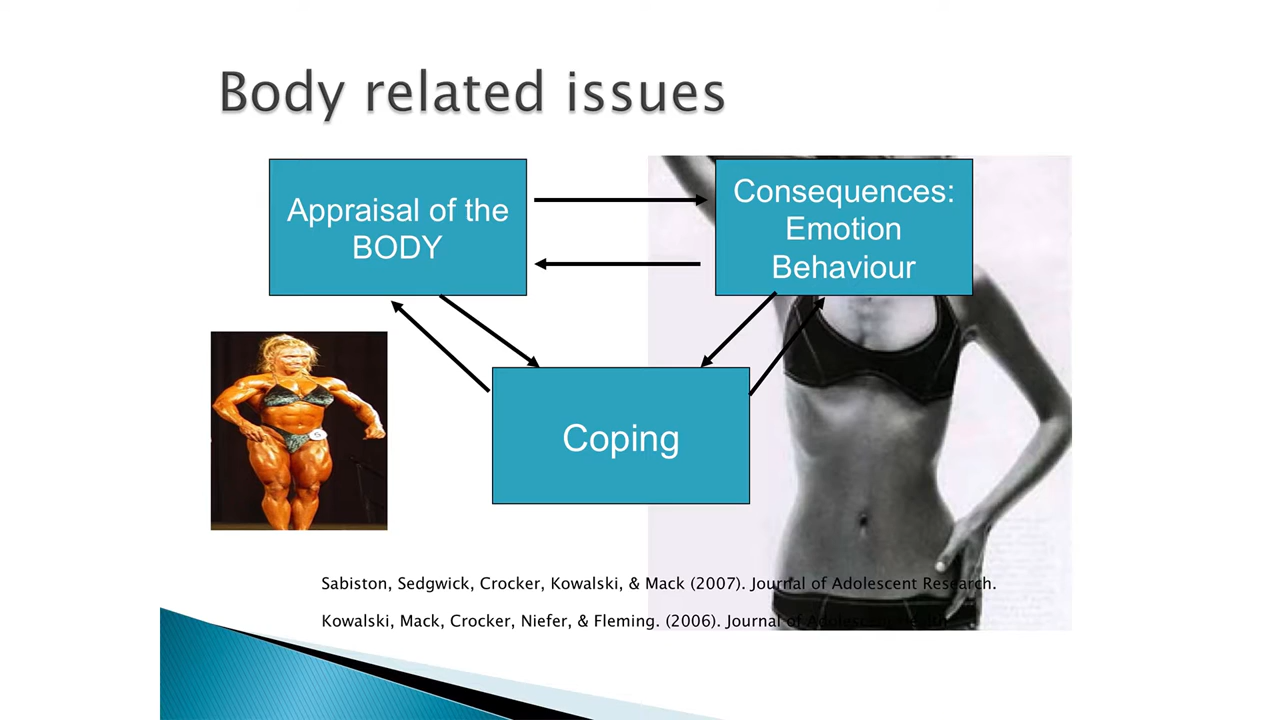 Body related issues
Appraisal of the
BODY
Consequences:
Emotion
Behaviour
Coping
Sabiston, Sedgwick, Crocker, Kowalski, & Mack (2007). Journal of Adolescent Research.
Kowalski, Mack, Crocker, Niefer, & Fleming. (2006). Journal of Adolescent